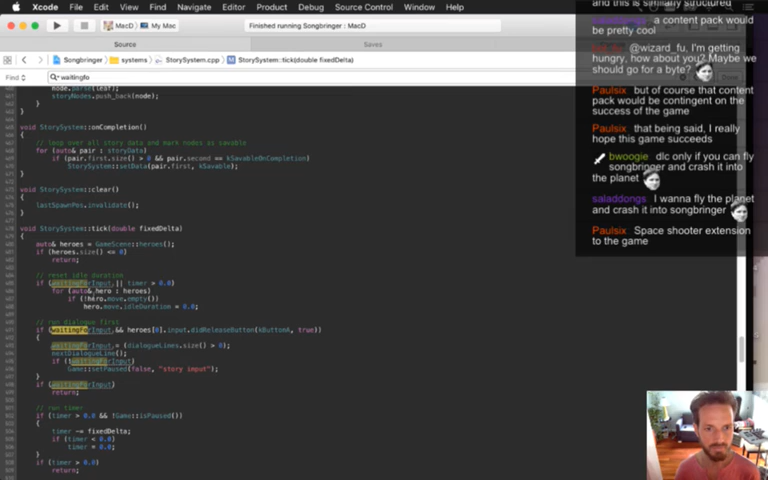 Xcode File Edit View Find Navigate Editor Product Debug Source Control Window Help
MacD My Mac
Finished running Songbringer : MacD
Source
Saves
Songbringer systems StorySystem.cpp StorySystem::tick(double fixedDelta)
Find waitingfo
storyNodes.push_back(node);
}
}
void StorySystem::onCompletion()
{
// loop over all story data and mark nodes as savable
for (auto& pair : storyData)
if (pair.first.size() > 0 && pair.second == kSavableOnCompletion)
StorySystem::setData(pair.first, kSavable);
}
void StorySystem::clear()
{
lastSpawnPos.invalidate();
}
void StorySystem::tick(double fixedDelta)
{
auto& heroes = GameScene::heroes();
if (heroes.size() <= 0)
return;
// reset idle duration
if (waitingForInput || timer > 0.0)
for (auto& hero : heroes)
if (!hero.move.empty())
hero.move.idleDuration = 0.0;
// run dialogue first
if (waitingForInput && heroes[0].input.didReleaseButton(kButtonA, true))
{
waitingForInput = (dialogueLines.size() > 0);
nextDialogueLine();
if (!waitingForInput)
Game::setPaused(false, "story input");
}
if (waitingForInput)
return;
// run timer
if (timer > 0.0 && !Game::isPaused())
{
timer -= fixedDelta;
if (timer < 0.0)
timer = 0.0;
}
if (timer > 0.0)
return;
and this is similarly structured
saladdongs a content pack would
be pretty cool
@wizard_fu, I'm getting
hungry, how about you? Maybe we
should go for a byte?
Paulsix but of course that content
pack would be contingent on the
success of the game
Paulsix that being said, I really
hope this game succeeds
bwoogie dlc only if you can fly
songbringer and crash it into
the planet
saladdongs I wanna fly the planet
and crash it into songbringer
Paulsix Space shooter extension
to the game